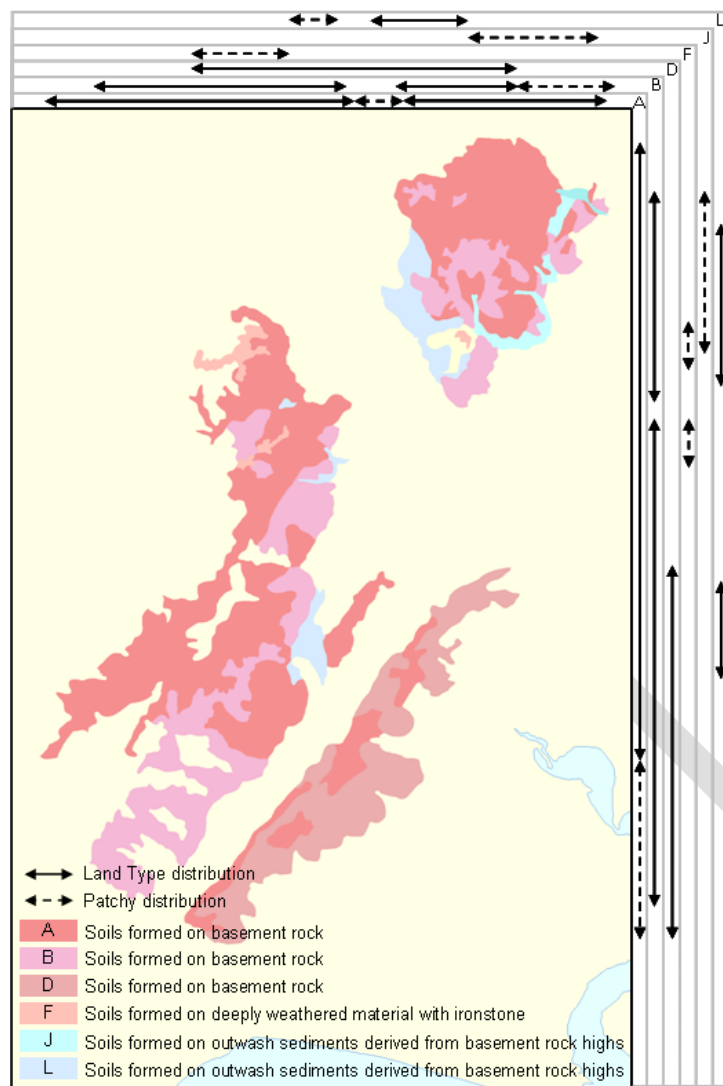 L
J
F
D
B
A
Land Type distribution
Patchy distribution
A Soils formed on basement rock
B Soils formed on basement rock
D Soils formed on basement rock
F Soils formed on deeply weathered material with ironstone
J Soils formed on outwash sediments derived from basement rock highs
L Soils formed on outwash sediments derived from basement rock highs